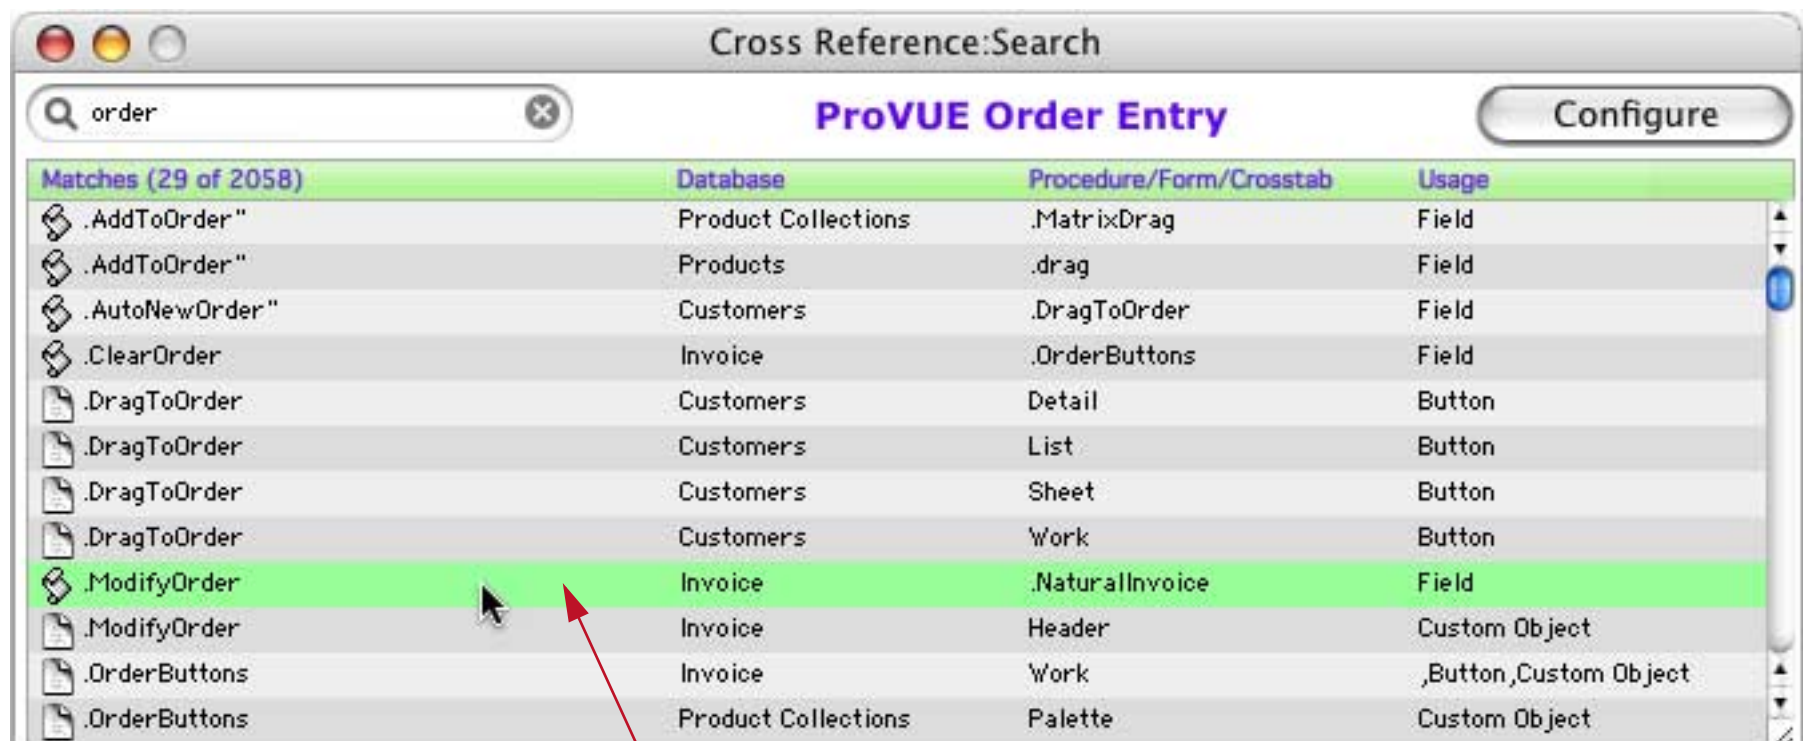 Cross Reference:Search
order ProVUE Order Entry Configure
Matches (29 of 2058) Database Procedure/Form/Crosstab Usage
.AddToOrder" Product Collections .MatrixDrag Field
.AddToOrder" Products .drag Field
.AutoNewOrder" Customers .DragToOrder Field
.ClearOrder Invoice .OrderButtons Field
.DragToOrder Customers Detail Button
.DragToOrder Customers List Button
.DragToOrder Customers Sheet Button
.DragToOrder Customers Work Button
.ModifyOrder Invoice .NaturalInvoice Field
.ModifyOrder Invoice Header Custom Object
.OrderButtons Invoice Work ,Button,Custom Object
.OrderButtons Product Collections Palette Custom Object